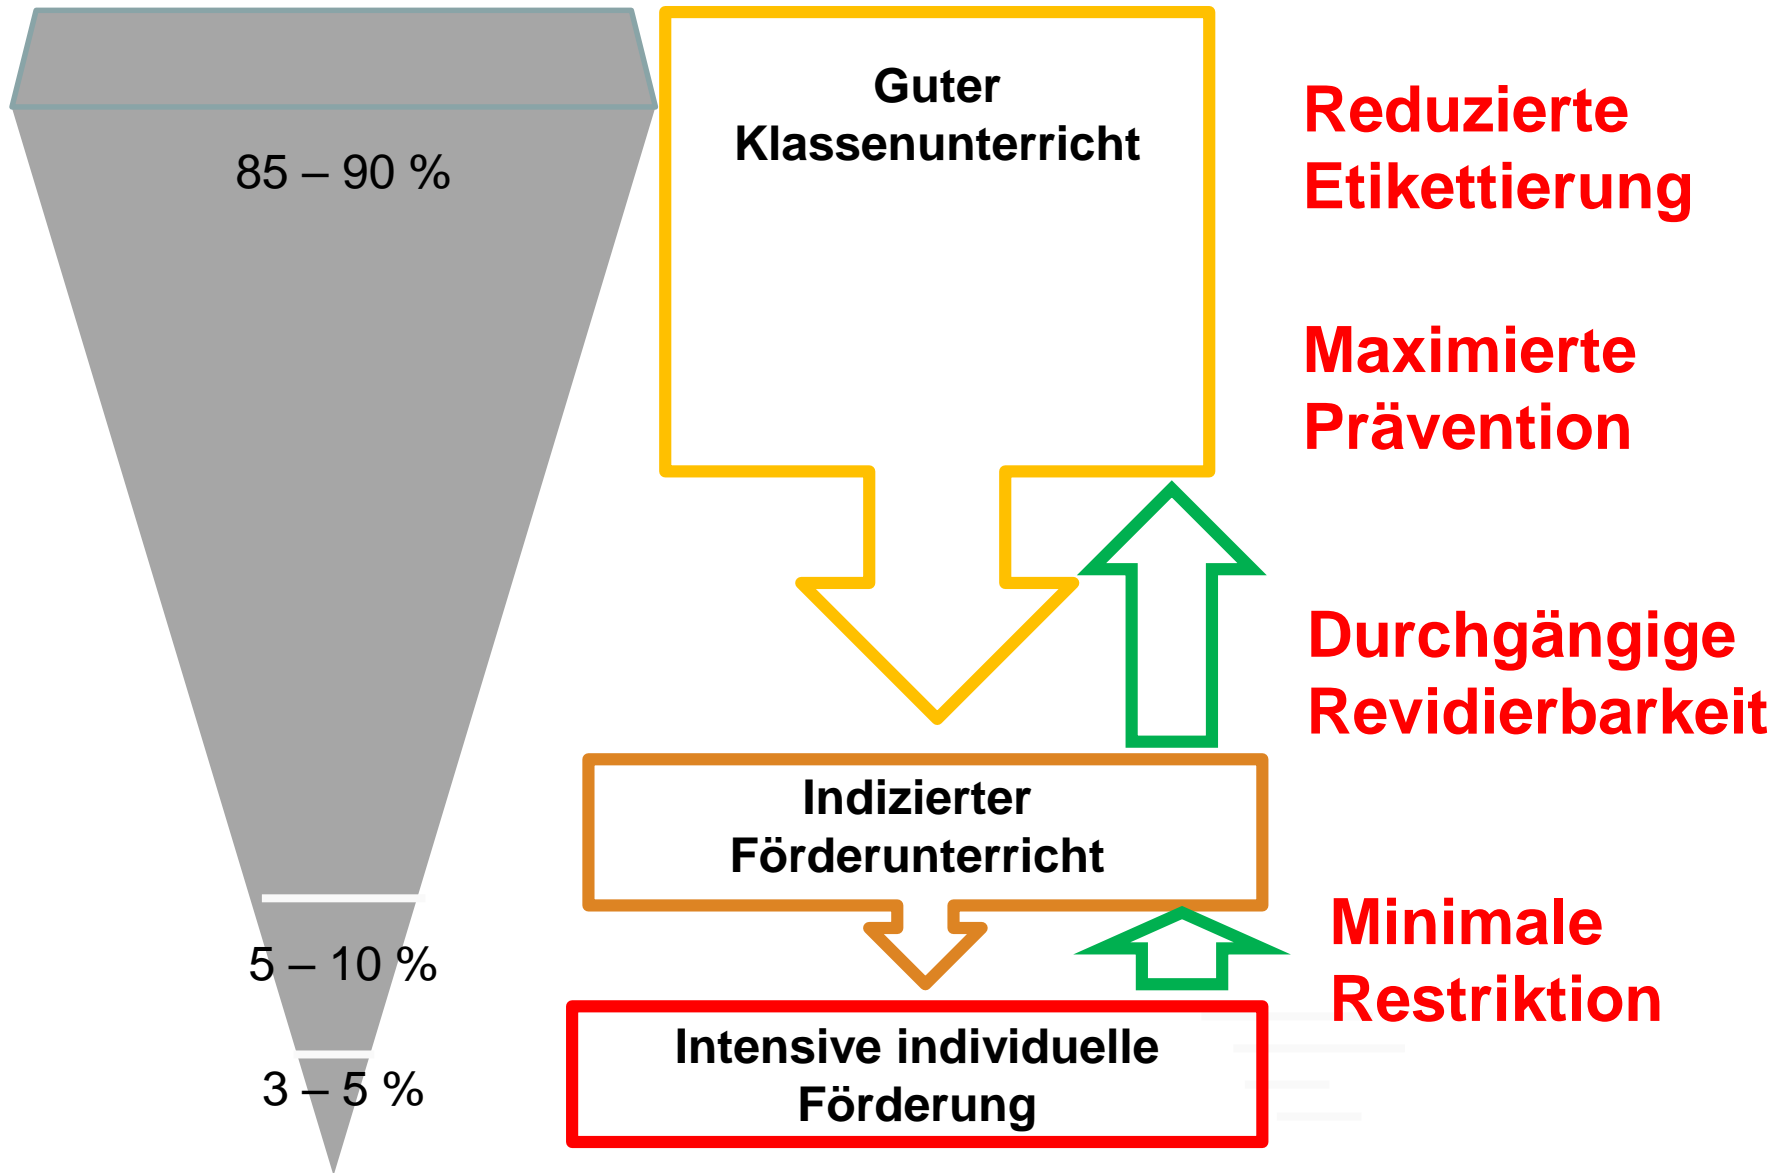 85 – 90 %
5 – 10 %
3 – 5 %
Guter
Klassenunterricht
Indizierter
Förderunterricht
Intensive individuelle
Förderung
Reduzierte
Etikettierung
Maximierte
Prävention
Durchgängige
Revidierbarkeit
Minimale
Restriktion